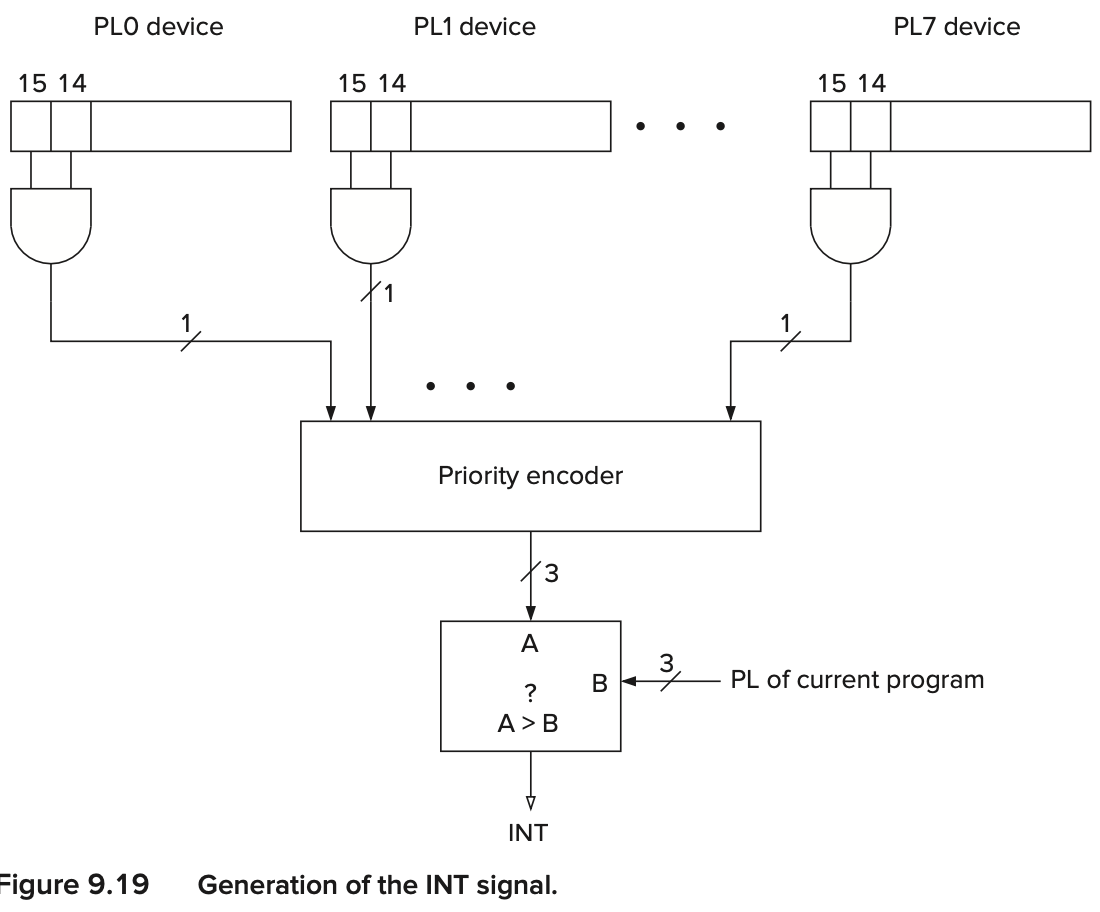 PL0 device PL1 device PL7 device
15 14 15 14 15 14
1
1 1
Priority encoder
3
A
3
B PL of current program
?
A > B
INT
Figure 9.19 Generation of the INT signal.